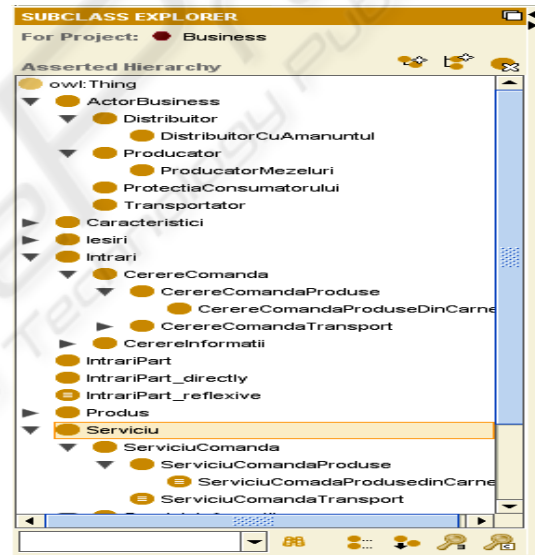 SUBCLASS EXPLORER
For Project: Business
Asserted Hierarchy
owl:Thing
ActorBusiness
Distribuitor
DistribuitorCuAmanuntul
Producator
ProducatorMezeluri
ProtectiaConsumatorului
Transportator
Caracteristici
Iesiri
Intrari
CerereComanda
CerereComandaProduse
CerereComandaProduseDinCarne
CerereComandaTransport
CerereInformatii
IntrariPart
IntrariPart_directly
IntrariPart_reflexive
Produs
Serviciu
ServiciuComanda
ServiciuComandaProduse
ServiciuComadaProdusedinCarne
ServiciuComandaTransport